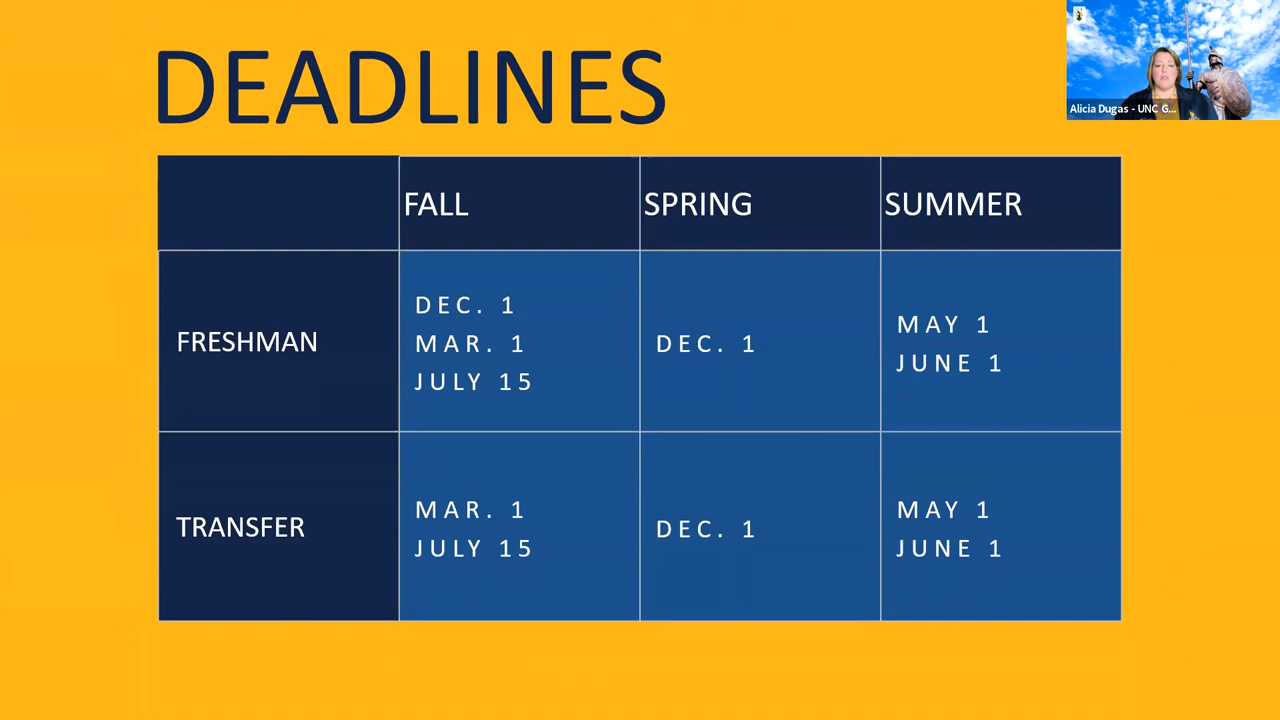 DEADLINES
Alicia Dugas - UNC G...
FALL SPRING SUMMER
FRESHMAN
DEC. 1
MAR. 1
JULY 15
DEC. 1
MAY 1
JUNE 1
TRANSFER
MAR. 1
JULY 15
DEC. 1
MAY 1
JUNE 1